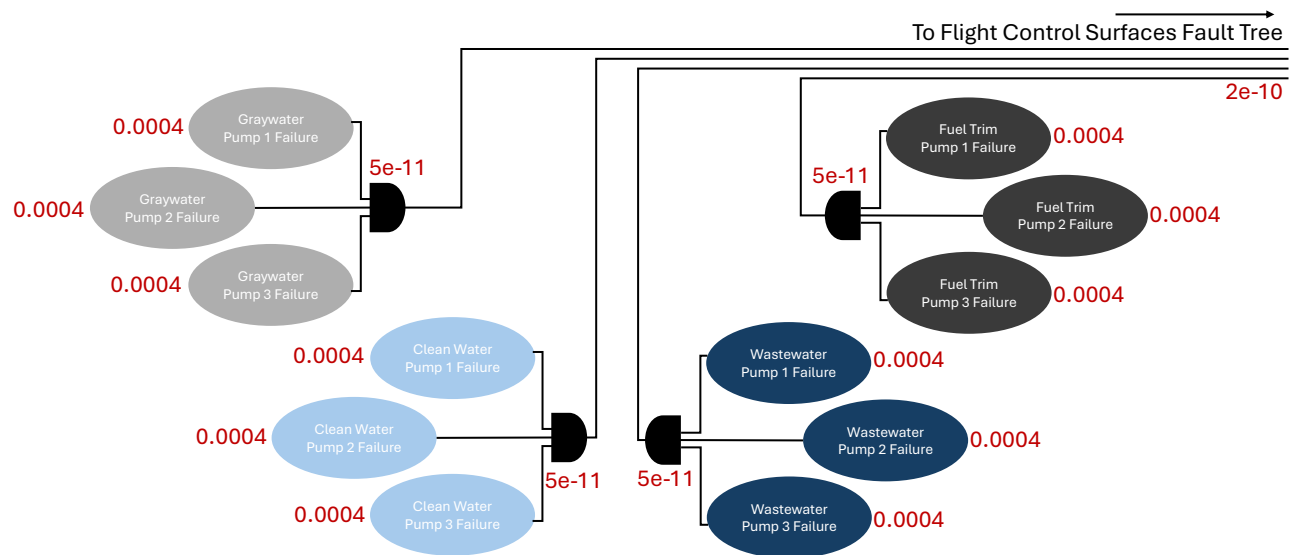 To Flight Control Surfaces Fault Tree
2e-10
0.0004
Graywater
Pump 1 Failure
5e-11
0.0004
Graywater
Pump 2 Failure
0.0004
Graywater
Pump 3 Failure
Fuel Trim
Pump 1 Failure
0.0004
5e-11
Fuel Trim
Pump 2 Failure
0.0004
Fuel Trim
Pump 3 Failure
0.0004
0.0004
Clean Water
Pump 1 Failure
0.0004
Clean Water
Pump 2 Failure
5e-11
0.0004
Clean Water
Pump 3 Failure
Wastewater
Pump 1 Failure
0.0004
Wastewater
Pump 2 Failure
0.0004
5e-11
Wastewater
Pump 3 Failure
0.0004